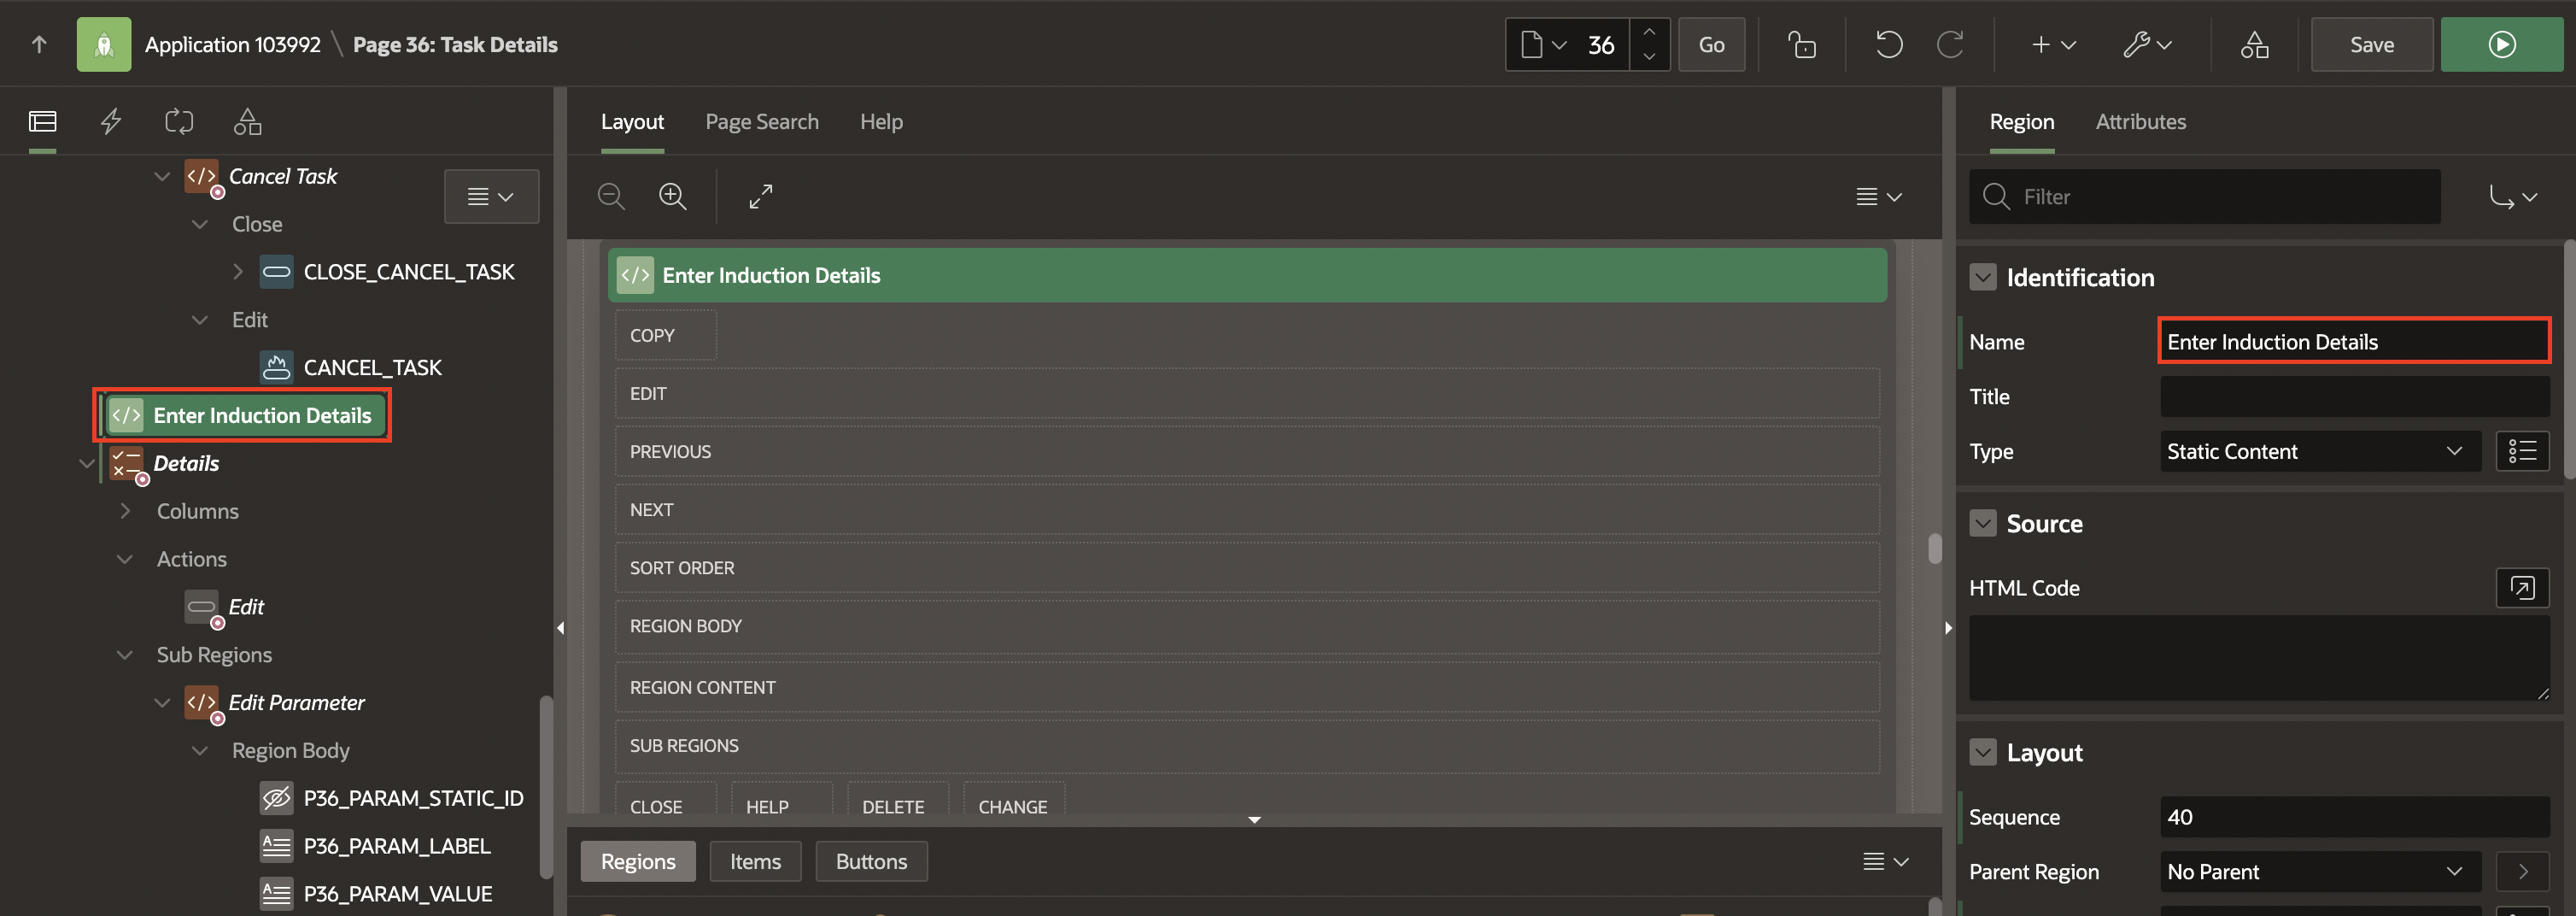 Application 103992 \ Page 36: Task Details
36
Go
Save
Layout
Page Search
Help
Region
Attributes
Cancel Task
Close
CLOSE_CANCEL_TASK
Edit
CANCEL_TASK
Enter Induction Details
Details
Columns
Actions
Edit
Sub Regions
Edit Parameter
Region Body
P36_PARAM_STATIC_ID
P36_PARAM_LABEL
P36_PARAM_VALUE
Enter Induction Details
COPY
EDIT
PREVIOUS
NEXT
SORT ORDER
REGION BODY
REGION CONTENT
SUB REGIONS
CLOSE
HELP
DELETE
CHANGE
Regions
Items
Buttons
Filter
Identification
Name
Enter Induction Details
Title
Type
Static Content
Source
HTML Code
Layout
Sequence
40
Parent Region
No Parent